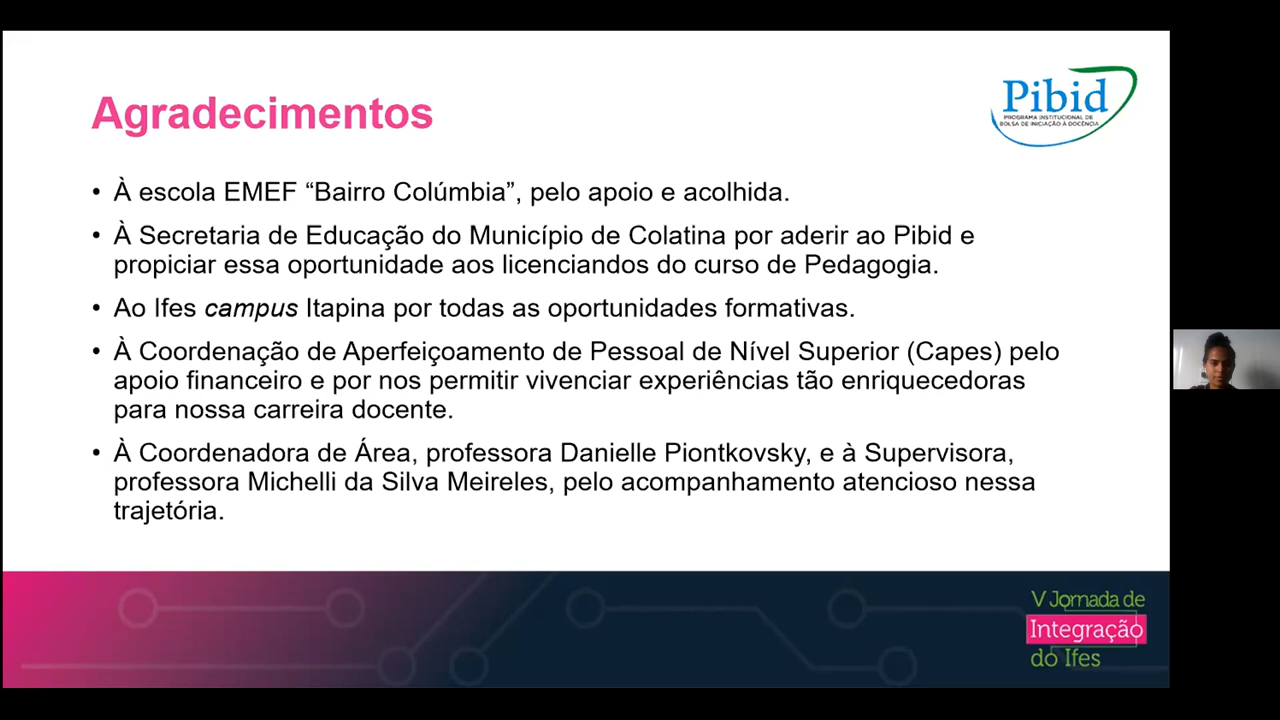 Agradecimentos
Pibid
PROGRAMA INSTITUCIONAL DE
BOLSA DE INICIAÇÃO À DOCÊNCIA
• À escola EMEF “Bairro Colúmbia”, pelo apoio e acolhida.
• À Secretaria de Educação do Município de Colatina por aderir ao Pibid e
propiciar essa oportunidade aos licenciandos do curso de Pedagogia.
• Ao Ifes campus Itapina por todas as oportunidades formativas.
• À Coordenação de Aperfeiçoamento de Pessoal de Nível Superior (Capes) pelo
apoio financeiro e por nos permitir vivenciar experiências tão enriquecedoras
para nossa carreira docente.
• À Coordenadora de Área, professora Danielle Piontkovsky, e à Supervisora,
professora Michelli da Silva Meireles, pelo acompanhamento atencioso nessa
trajetória.
V Jornada de
Integração
do Ifes